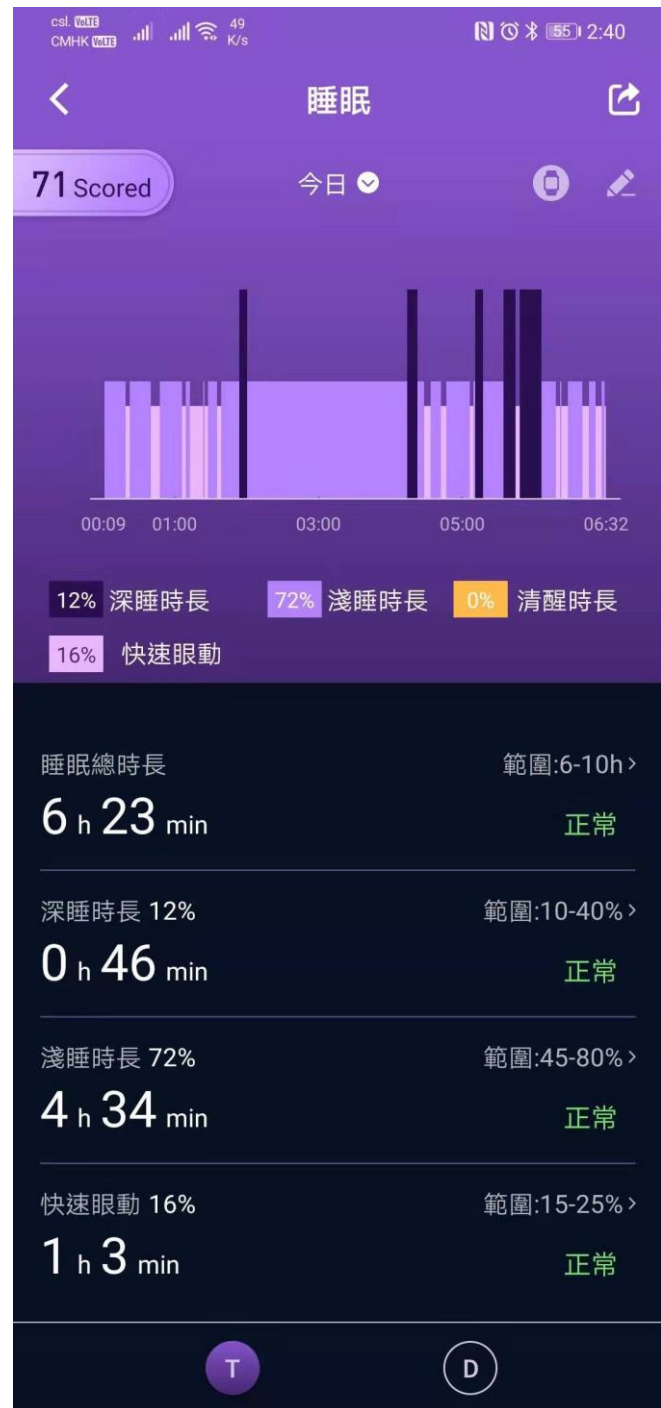 csl. VoLTE
CMHK VoLTE 49 K/s 55 2:40
睡眠
71 Scored 今日
00:09 01:00 03:00 05:00 06:32
12% 深睡時長 72% 淺睡時長 0% 清醒時長
16% 快速眼動
睡眠總時長 範圍:6-10h
6 h 23 min 正常
深睡時長 12% 範圍:10-40%
0 h 46 min 正常
淺睡時長 72% 範圍:45-80%
4 h 34 min 正常
快速眼動 16% 範圍:15-25%
1 h 3 min 正常
T D